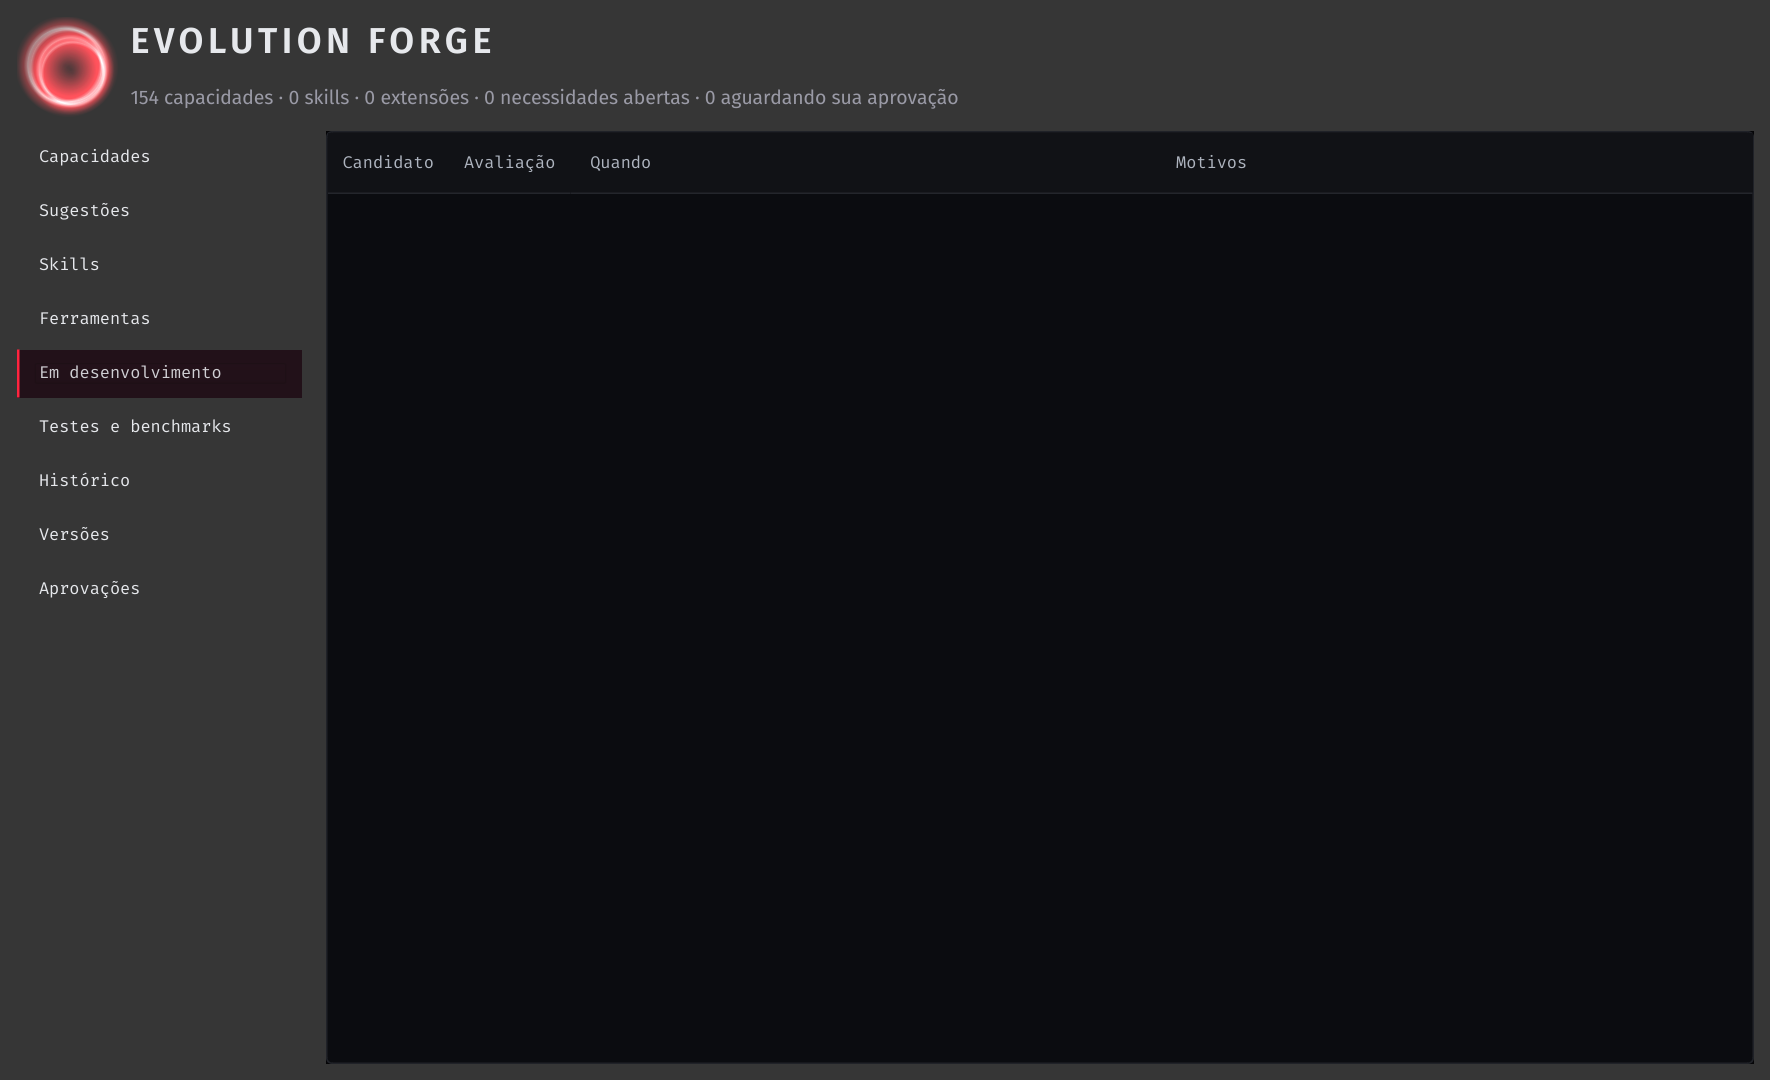 EVOLUTION FORGE
154 capacidades · 0 skills · 0 extensões · 0 necessidades abertas · 0 aguardando sua aprovação
Capacidades
Sugestões
Skills
Ferramentas
Em desenvolvimento
Testes e benchmarks
Histórico
Versões
Aprovações
Candidato Avaliação Quando Motivos